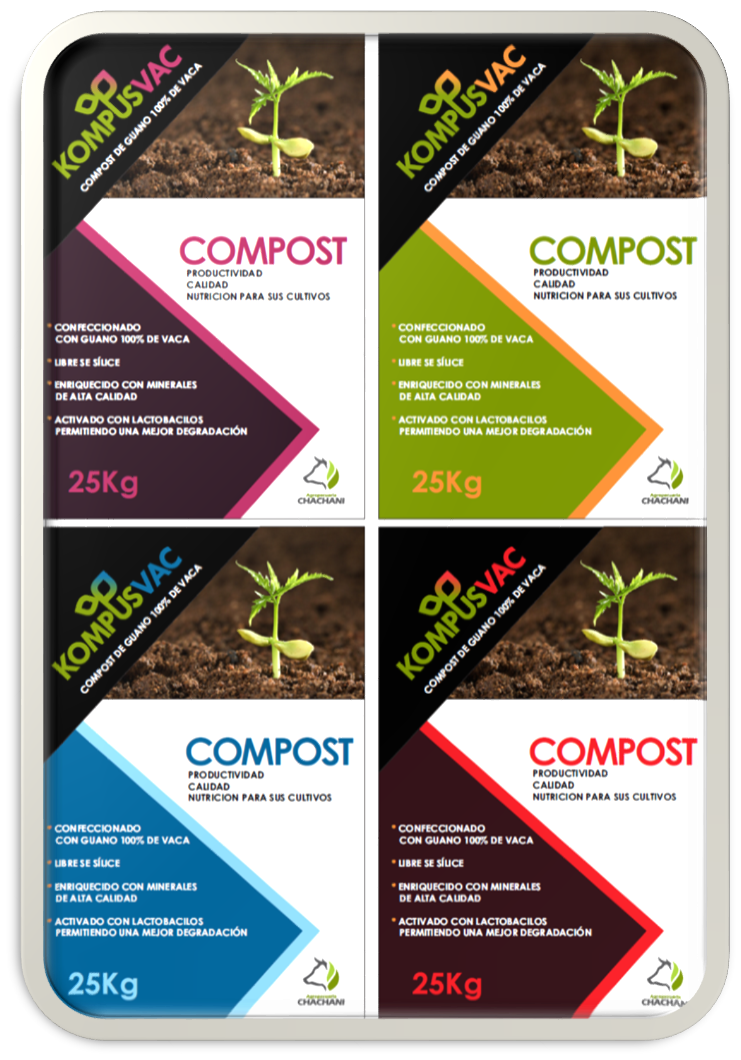 KOMPUSVAC
COMPOST DE GUANO 100% DE VACA
COMPOST
PRODUCTIVIDAD
CALIDAD
NUTRICION PARA SUS CULTIVOS
* CONFECCIONADO
CON GUANO 100% DE VACA
* LIBRE SE SÍLICE
* ENRIQUECIDO CON MINERALES
DE ALTA CALIDAD
* ACTIVADO CON LACTOBACILOS
PERMITIENDO UNA MEJOR DEGRADACIÓN
25Kg
Agropecuaria
CHACHANI
KOMPUSVAC
COMPOST DE GUANO 100% DE VACA
COMPOST
PRODUCTIVIDAD
CALIDAD
NUTRICION PARA SUS CULTIVOS
* CONFECCIONADO
CON GUANO 100% DE VACA
* LIBRE SE SÍLICE
* ENRIQUECIDO CON MINERALES
DE ALTA CALIDAD
* ACTIVADO CON LACTOBACILOS
PERMITIENDO UNA MEJOR DEGRADACIÓN
25Kg
Agropecuaria
CHACHANI
KOMPUSVAC
COMPOST DE GUANO 100% DE VACA
COMPOST
PRODUCTIVIDAD
CALIDAD
NUTRICION PARA SUS CULTIVOS
* CONFECCIONADO
CON GUANO 100% DE VACA
* LIBRE SE SÍLICE
* ENRIQUECIDO CON MINERALES
DE ALTA CALIDAD
* ACTIVADO CON LACTOBACILOS
PERMITIENDO UNA MEJOR DEGRADACIÓN
25Kg
Agropecuaria
CHACHANI
KOMPUSVAC
COMPOST DE GUANO 100% DE VACA
COMPOST
PRODUCTIVIDAD
CALIDAD
NUTRICION PARA SUS CULTIVOS
* CONFECCIONADO
CON GUANO 100% DE VACA
* LIBRE SE SÍLICE
* ENRIQUECIDO CON MINERALES
DE ALTA CALIDAD
* ACTIVADO CON LACTOBACILOS
PERMITIENDO UNA MEJOR DEGRADACIÓN
25Kg
Agropecuaria
CHACHANI